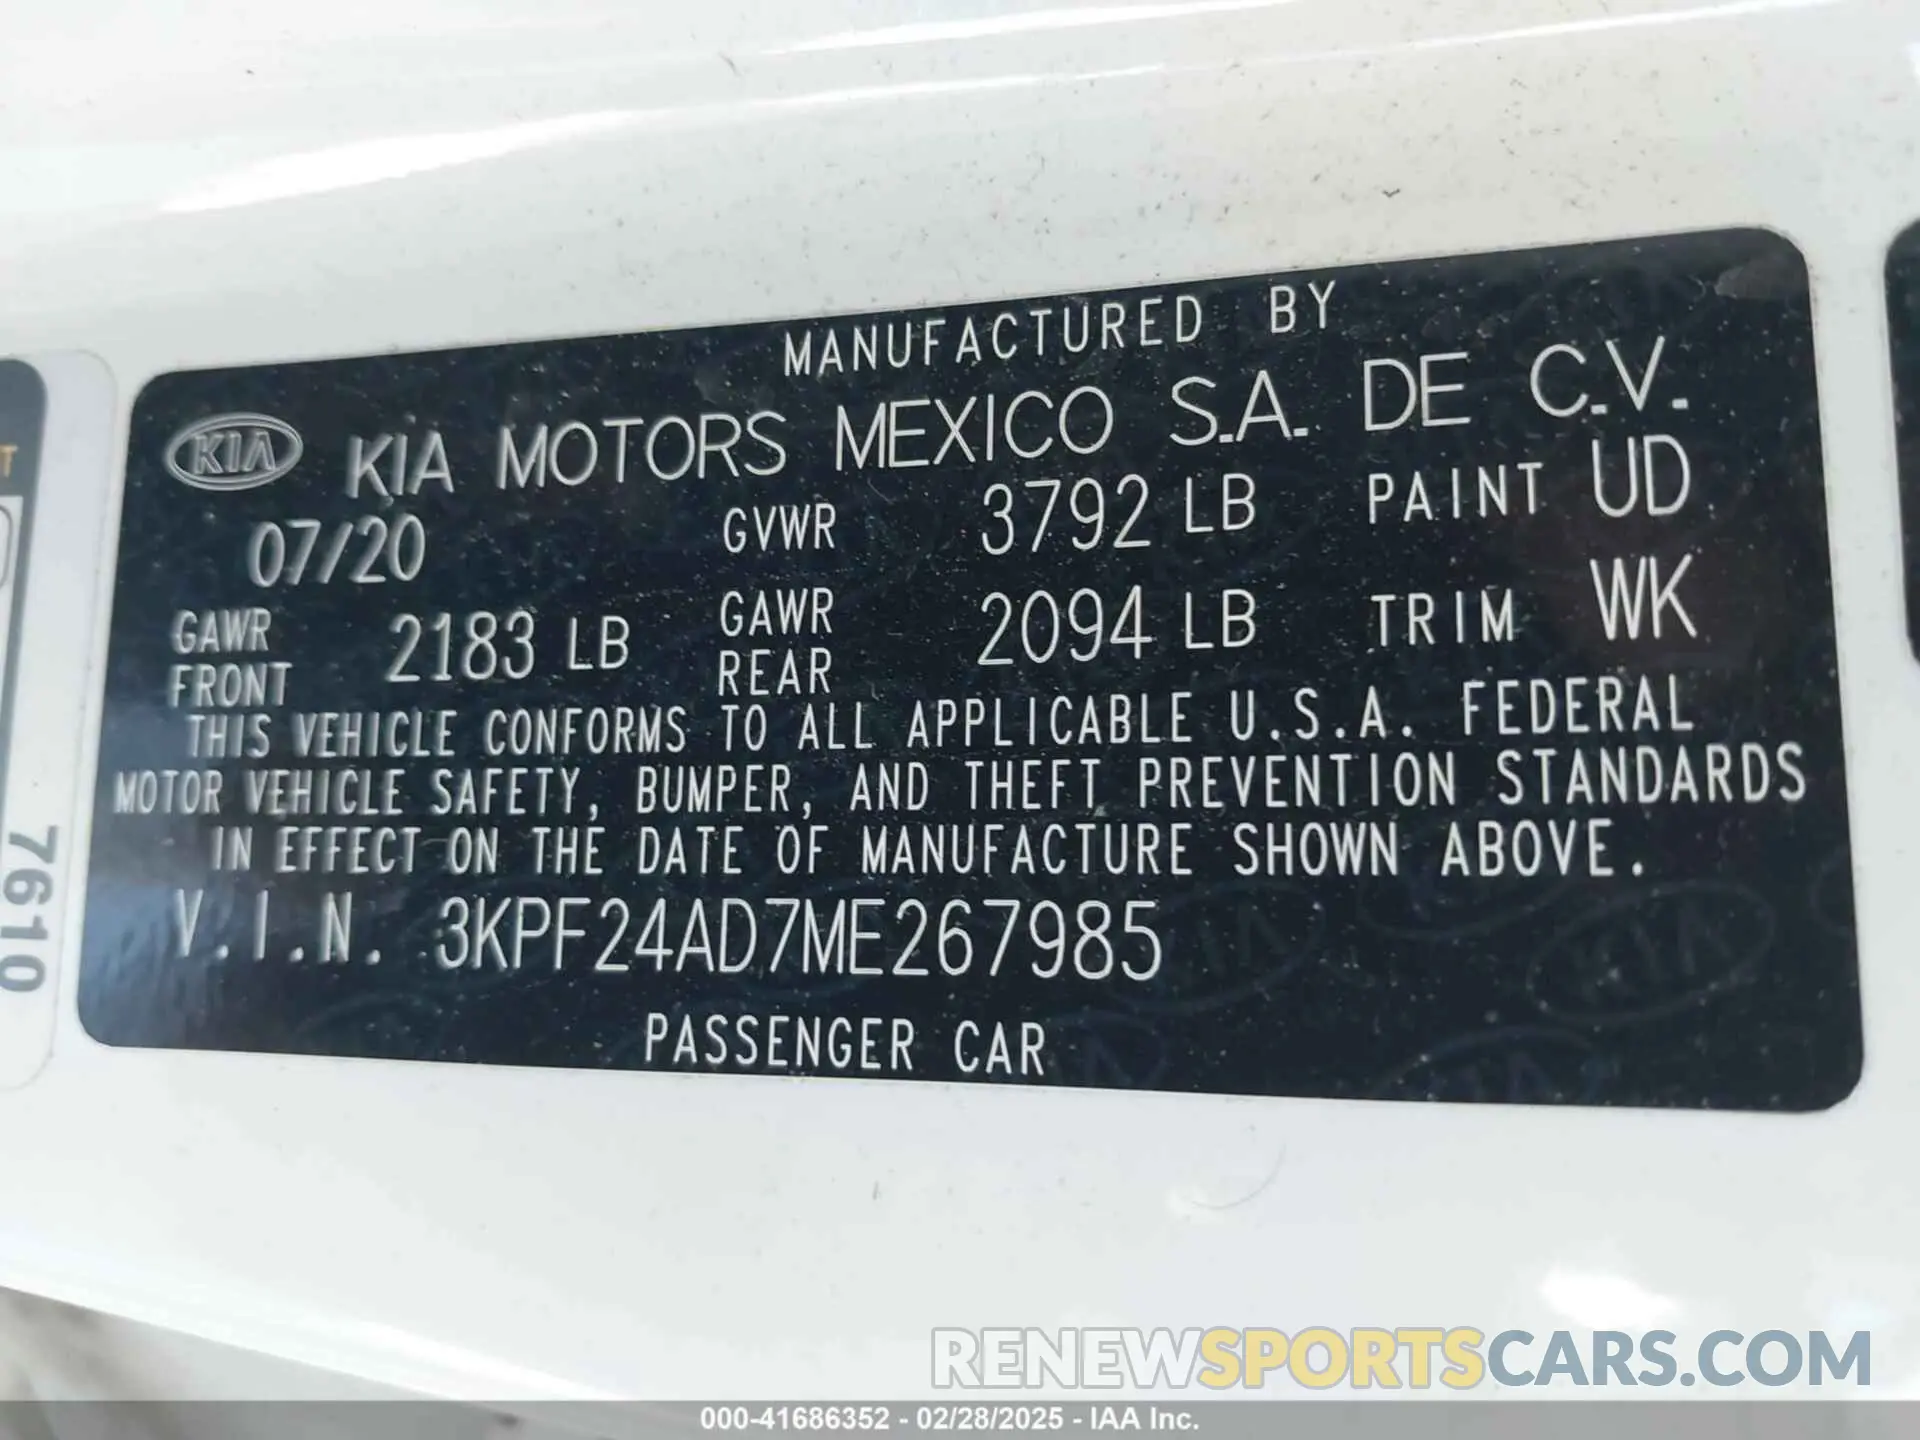 MANUFACTURED BY
KIA KIA MOTORS MEXICO S.A. DE C.V.
07/20 GVWR 3792 LB PAINT UD
GAWR FRONT 2183 LB GAWR REAR 2094 LB TRIM WK
THIS VEHICLE CONFORMS TO ALL APPLICABLE U.S.A. FEDERAL
MOTOR VEHICLE SAFETY, BUMPER, AND THEFT PREVENTION STANDARDS
IN EFFECT ON THE DATE OF MANUFACTURE SHOWN ABOVE.
V.I.N. 3KPF24AD7ME267985
PASSENGER CAR
7610
RENEWSPORTSCARS.COM
000-41686352 - 02/28/2025 - IAA Inc.